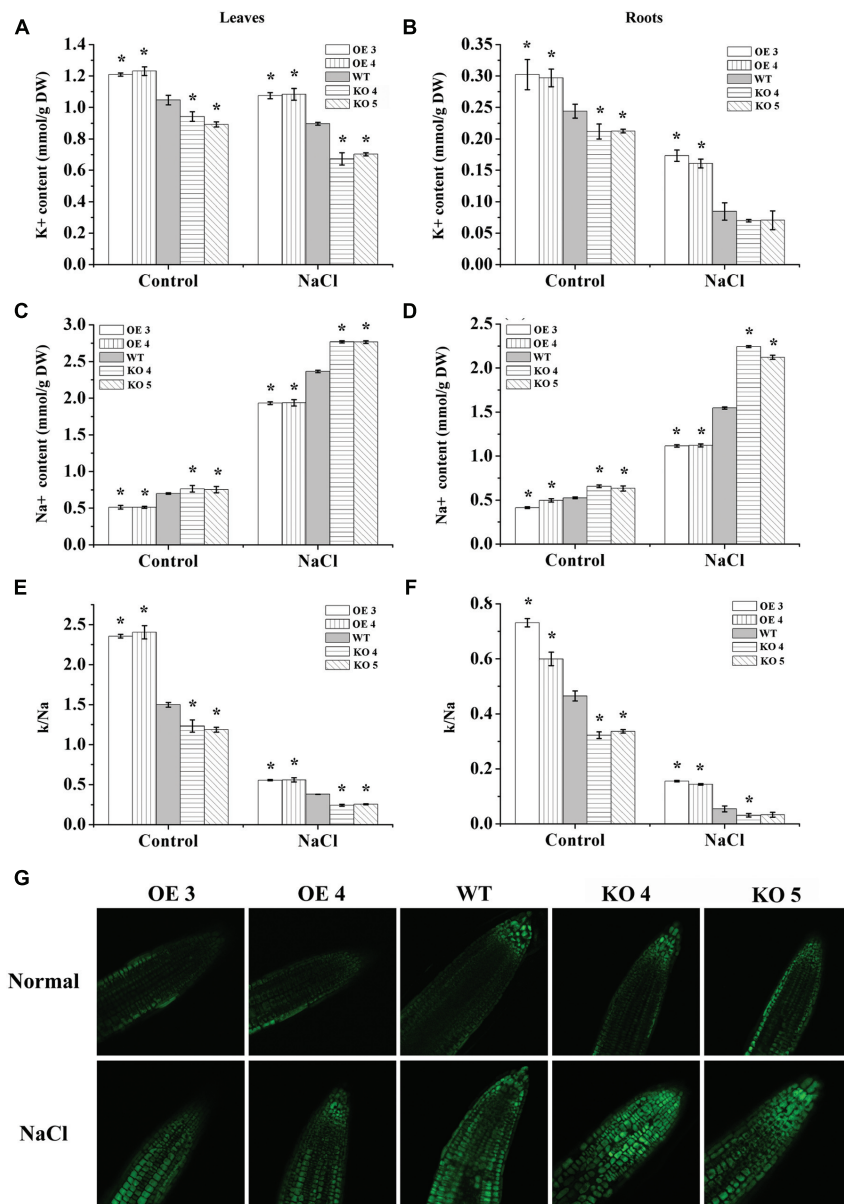 Leaves
Roots
A
K+ content (mmol/g DW)
1.4
1.2
1.0
0.8
0.6
0.4
0.2
0.0
* * * *
* * * *
OE 3
OE 4
WT
KO 4
KO 5
Control
NaCl
B
K+ content (mmol/g DW)
0.35
0.30
0.25
0.20
0.15
0.10
0.05
0.00
* * * *
* *
OE 3
OE 4
WT
KO 4
KO 5
Control
NaCl
C
Na+ content (mmol/g DW)
3.0
2.5
2.0
1.5
1.0
0.5
0.0
* * * *
* * * *
OE 3
OE 4
WT
KO 4
KO 5
Control
NaCl
D
Na+ content (mmol/g DW)
2.5
2.0
1.5
1.0
0.5
0.0
* * * *
* * * *
OE 3
OE 4
WT
KO 4
KO 5
Control
NaCl
E
k/Na
2.5
2.0
1.5
1.0
0.5
0.0
* * * *
* * * *
OE 3
OE 4
WT
KO 4
KO 5
Control
NaCl
F
k/Na
0.8
0.6
0.4
0.2
0.0
* * * *
* * *
OE 3
OE 4
WT
KO 4
KO 5
Control
NaCl
G
OE 3 OE 4 WT KO 4 KO 5
Normal
NaCl